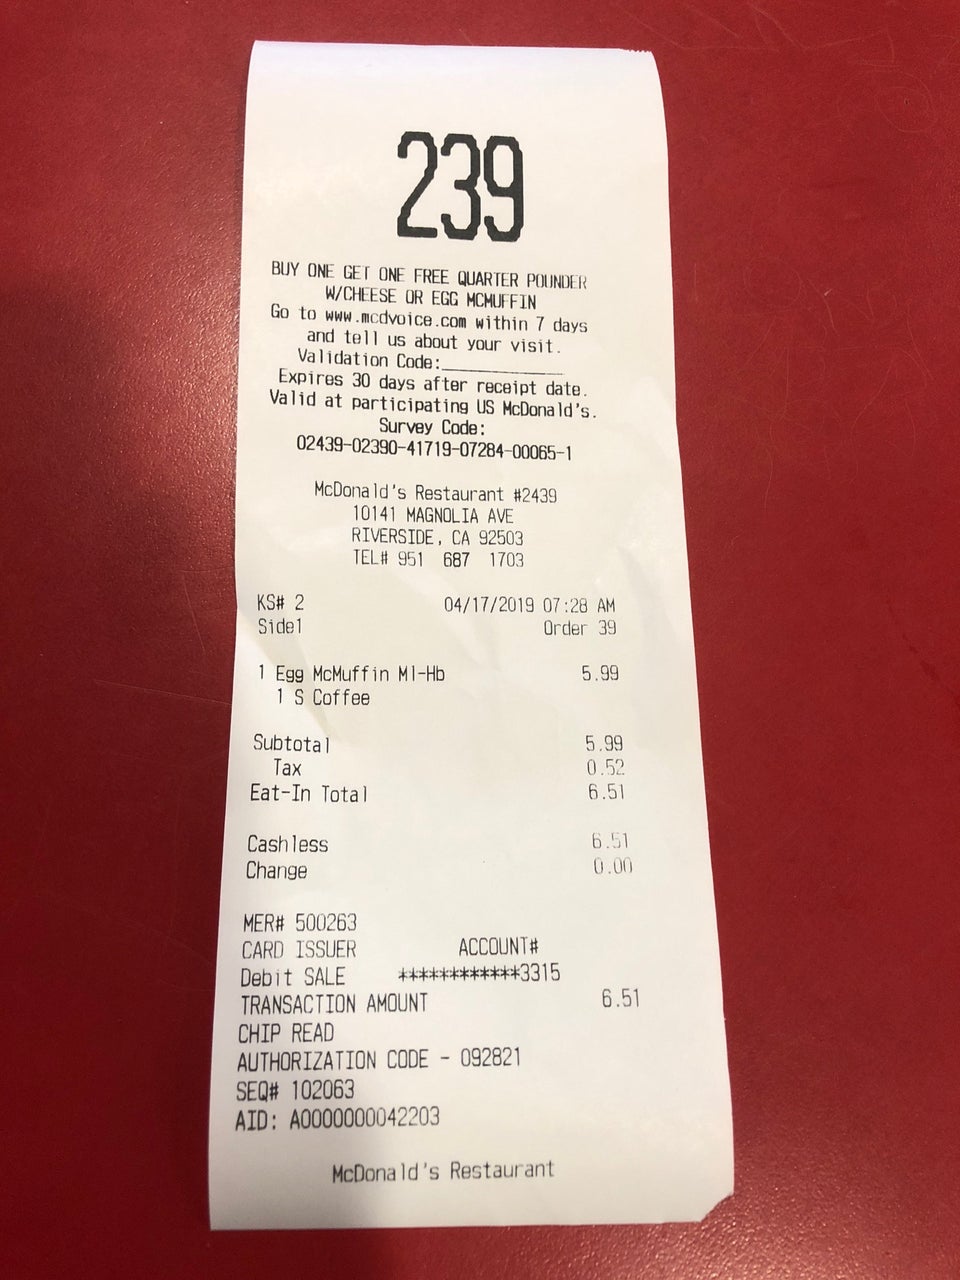 239
BUY ONE GET ONE FREE QUARTER POUNDER
W/CHEESE OR EGG MCMUFFIN
Go to www.mcdvoice.com within 7 days
and tell us about your visit.
Validation Code:____________
Expires 30 days after receipt date.
Valid at participating US McDonald's.
Survey Code:
02439-02390-41719-07284-00065-1
McDonald's Restaurant #2439
10141 MAGNOLIA AVE
RIVERSIDE, CA 92503
TEL# 951 687 1703
KS# 2 04/17/2019 07:28 AM
Side1 Order 39
1 Egg McMuffin Ml-Hb 5.99
1 S Coffee
Subtotal 5.99
Tax 0.52
Eat-In Total 6.51
Cashless 6.51
Change 0.00
MER# 500263
CARD ISSUER ACCOUNT#
Debit SALE ************3315
TRANSACTION AMOUNT 6.51
CHIP READ
AUTHORIZATION CODE - 092821
SEQ# 102063
AID: A0000000042203
McDonald's Restaurant